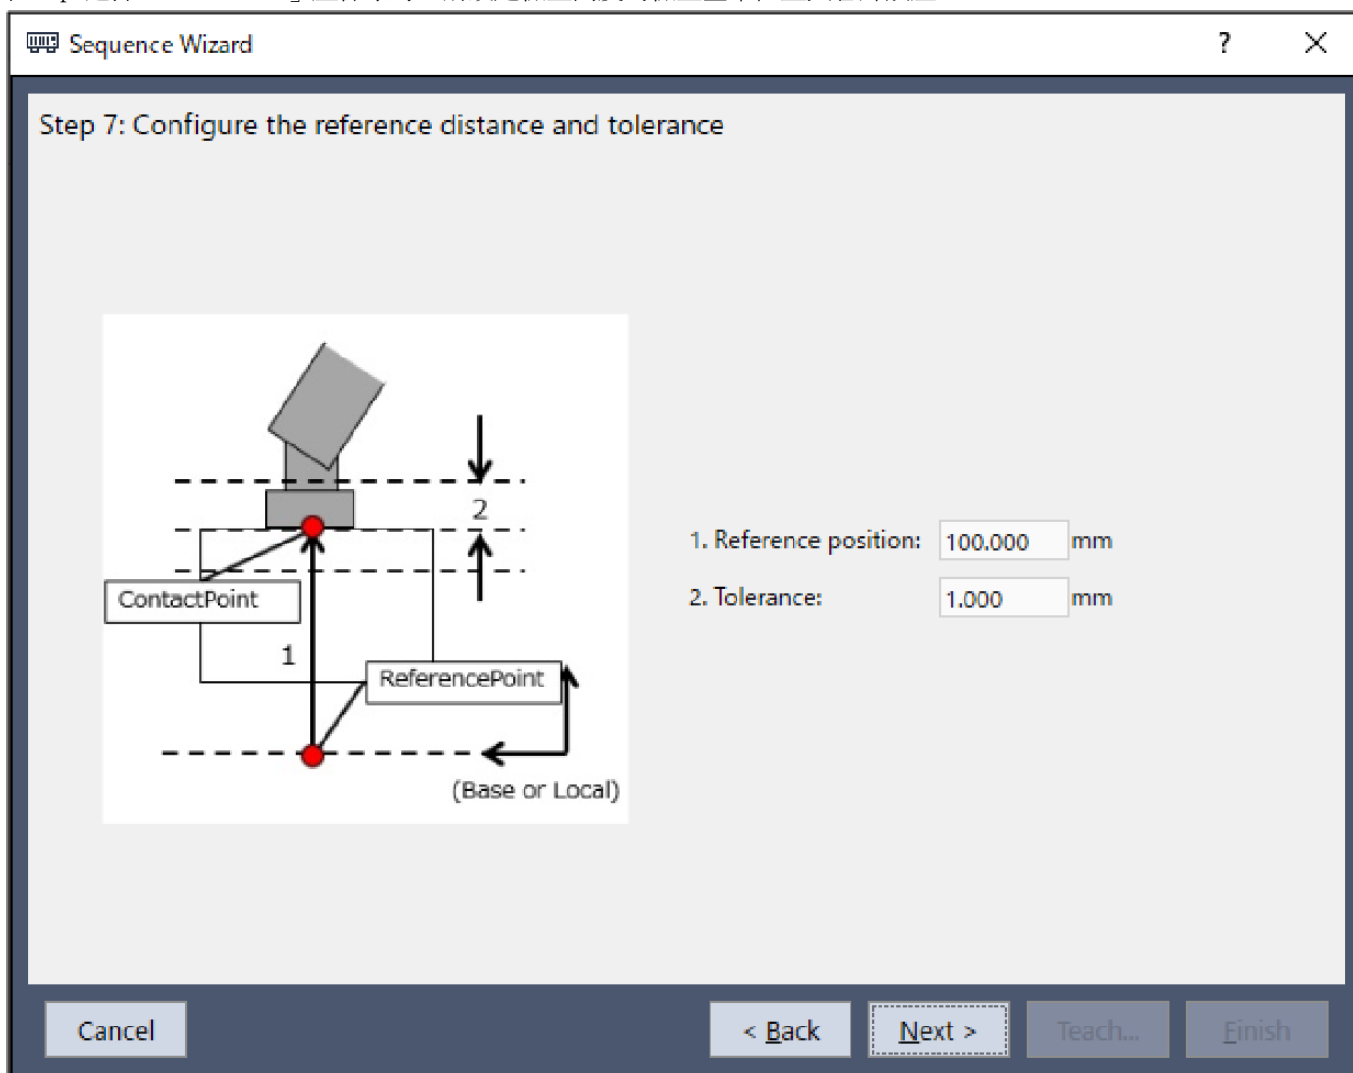 Sequence Wizard
?
Step 7: Configure the reference distance and tolerance
2
ContactPoint
1
ReferencePoint
(Base or Local)
1. Reference position: 100.000 mm
2. Tolerance: 1.000 mm
Cancel
< Back
Next >
Teach...
Finish